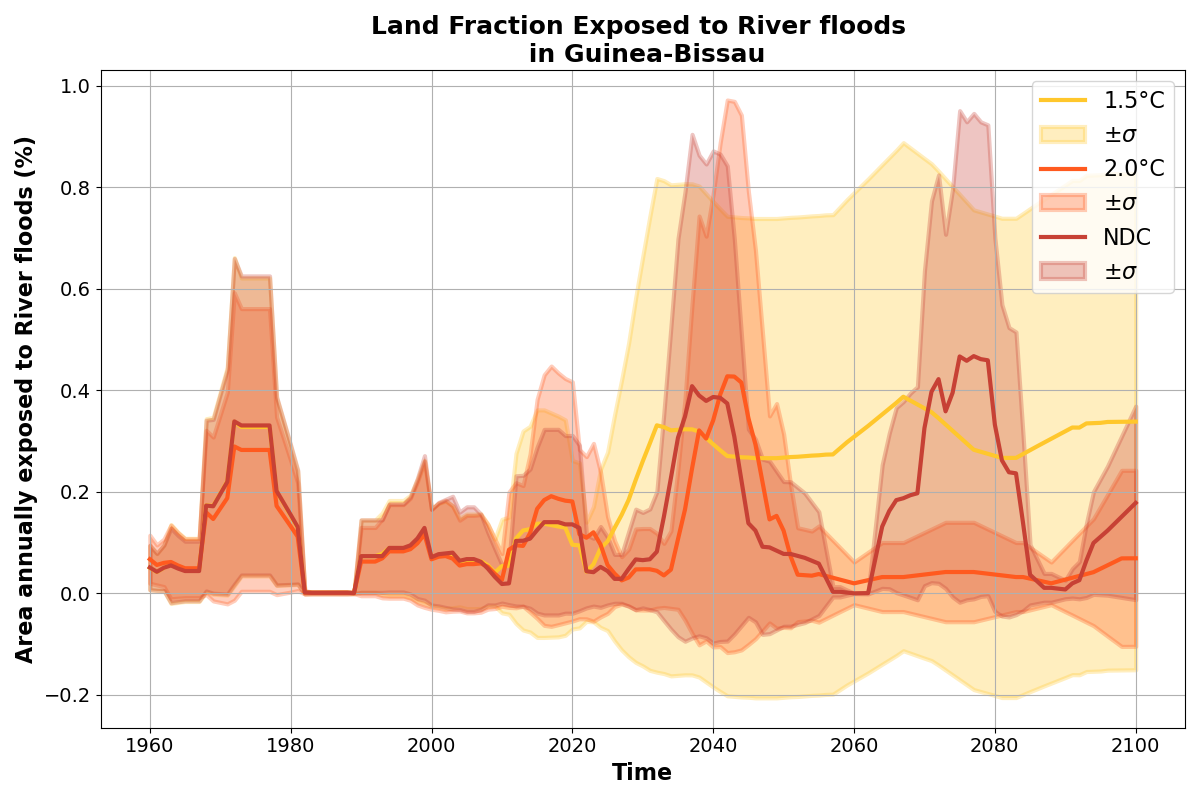 Land Fraction Exposed to River floods
in Guinea-Bissau
Area annually exposed to River floods (%)
1.0
0.8
0.6
0.4
0.2
0.0
−0.2
1.5°C
±σ
2.0°C
±σ
NDC
±σ
1960
1980
2000
2020
2040
2060
2080
2100
Time